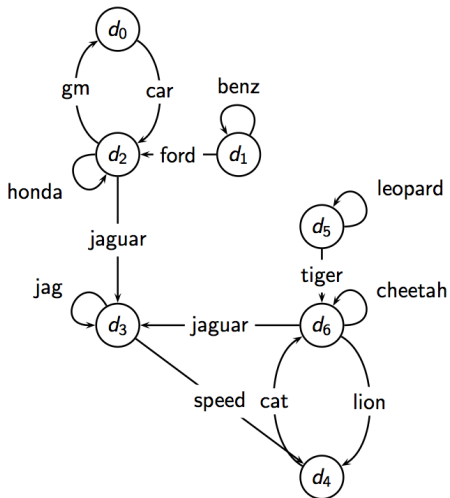 d0
gm
car
benz
d2
ford
d1
honda
leopard
d5
jaguar
tiger
jag
cheetah
d3
jaguar
d6
speed
cat
lion
d4